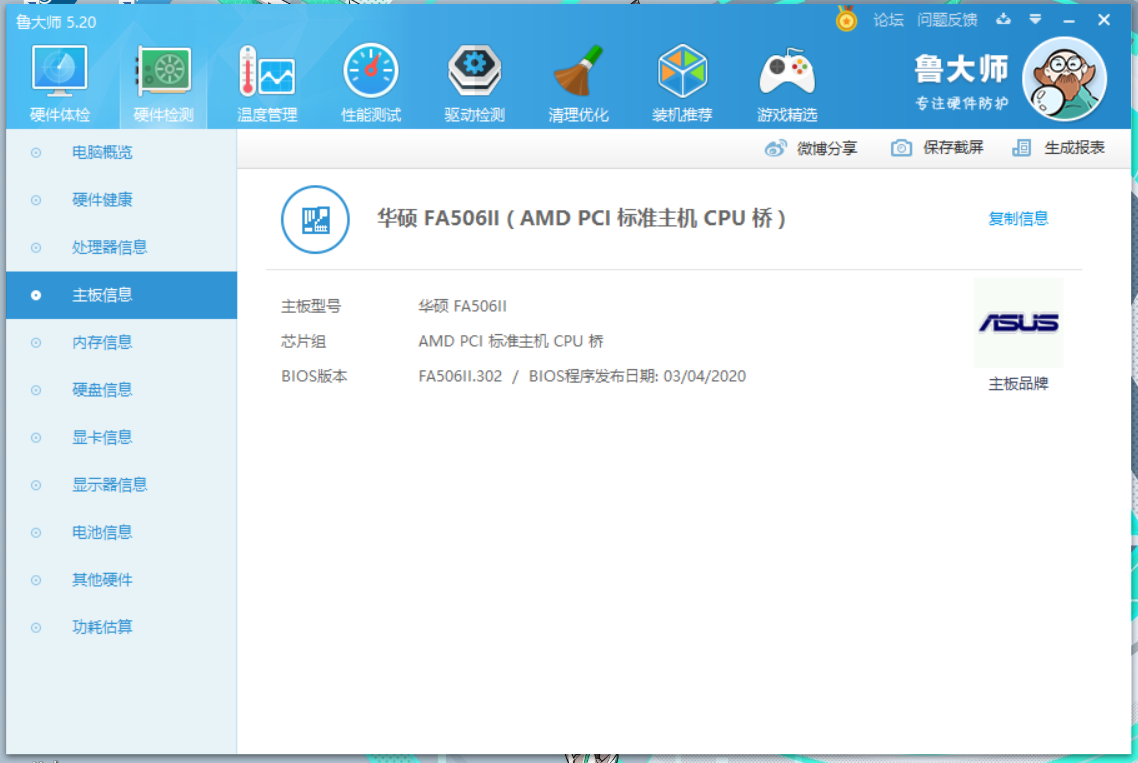 鲁大师 5.20
论坛 问题反馈
硬件体检 硬件检测 温度管理 性能测试 驱动检测 清理优化 装机推荐 游戏精选
鲁大师
专注硬件防护
微博分享 保存截屏 生成报表
电脑概览
硬件健康
处理器信息
主板信息
内存信息
硬盘信息
显卡信息
显示器信息
电池信息
其他硬件
功耗估算
华硕 FA506II ( AMD PCI 标准主机 CPU 桥 )
复制信息
主板型号 华硕 FA506II
芯片组 AMD PCI 标准主机 CPU 桥
BIOS版本 FA506II.302 / BIOS程序发布日期: 03/04/2020
ASUS
主板品牌